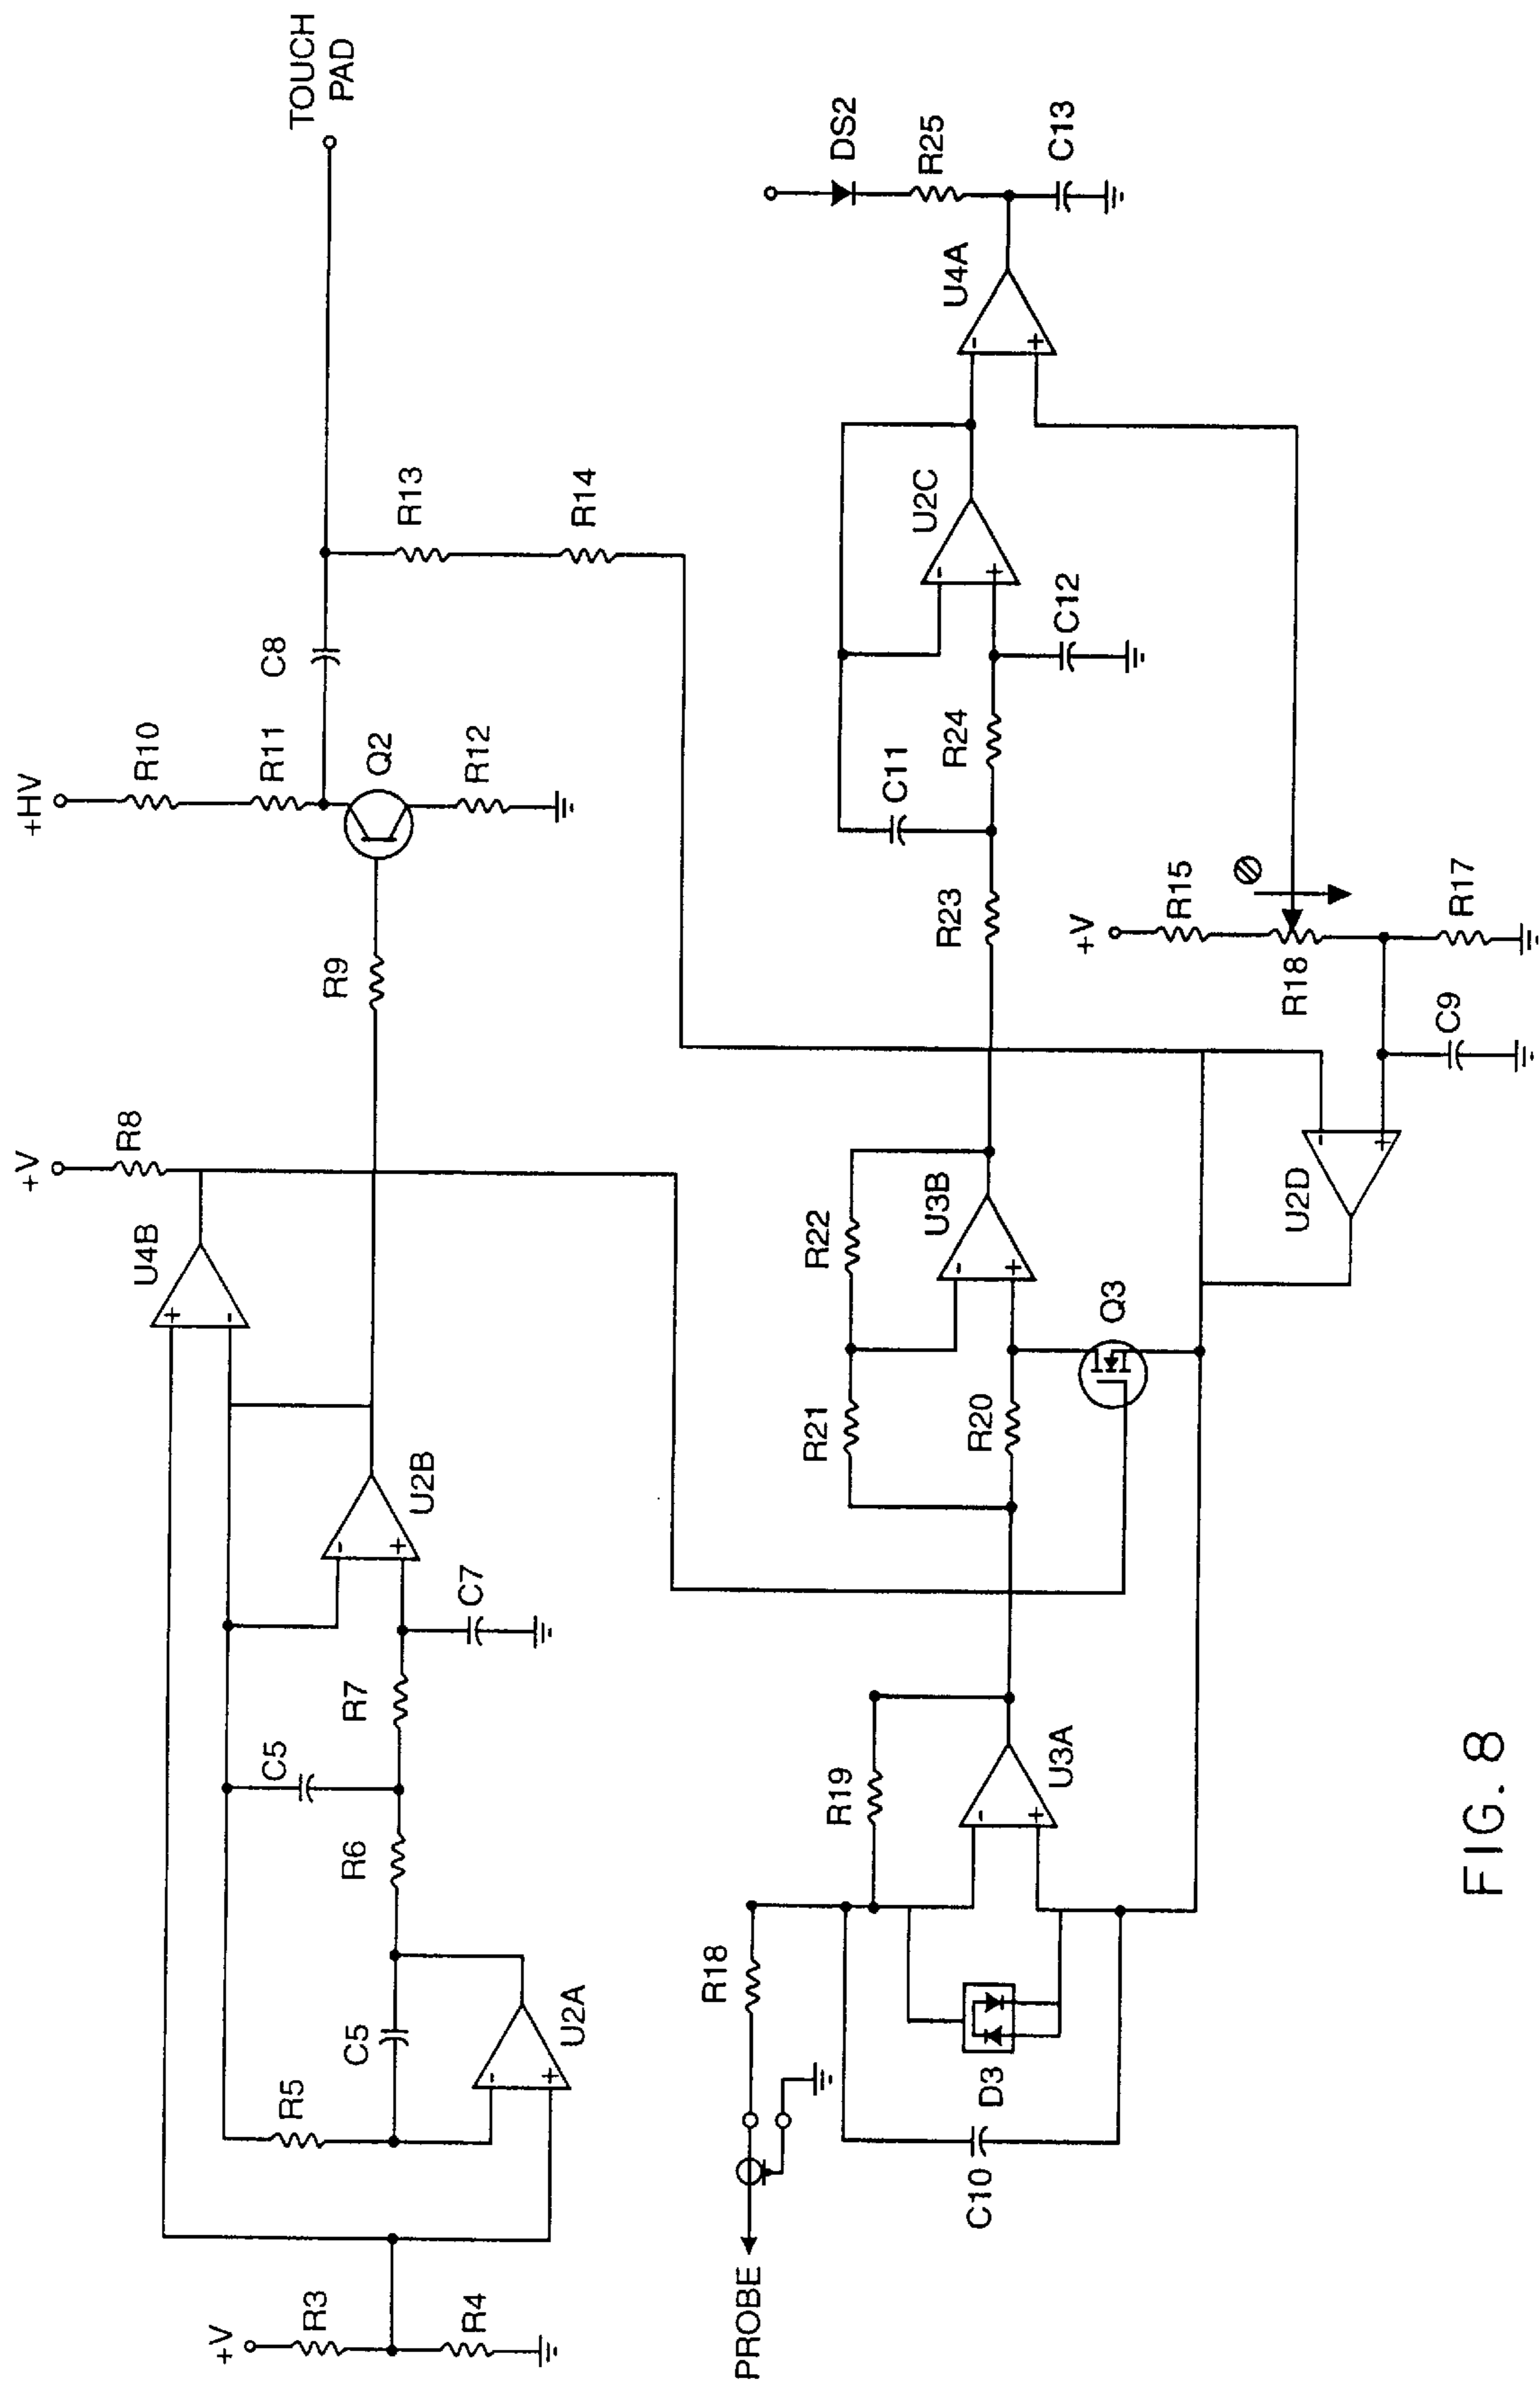 TOUCH
PAD
+HV
R10
R11
C8
Q2
R12
R13
R14
R9
+V
R8
U4B
+
-
U2B
-
+
C7
R7
C5
R6
C5
R5
U2A
-
+
+V
R3
R4
DS2
R25
C13
U4A
-
+
U2C
-
+
C12
R24
C11
R23
+V
R15
R18
R17
C9
U2D
-
+
U3B
-
+
R22
R21
R20
Q3
R19
U3A
-
+
R18
D3
C10
PROBE
FIG. 8